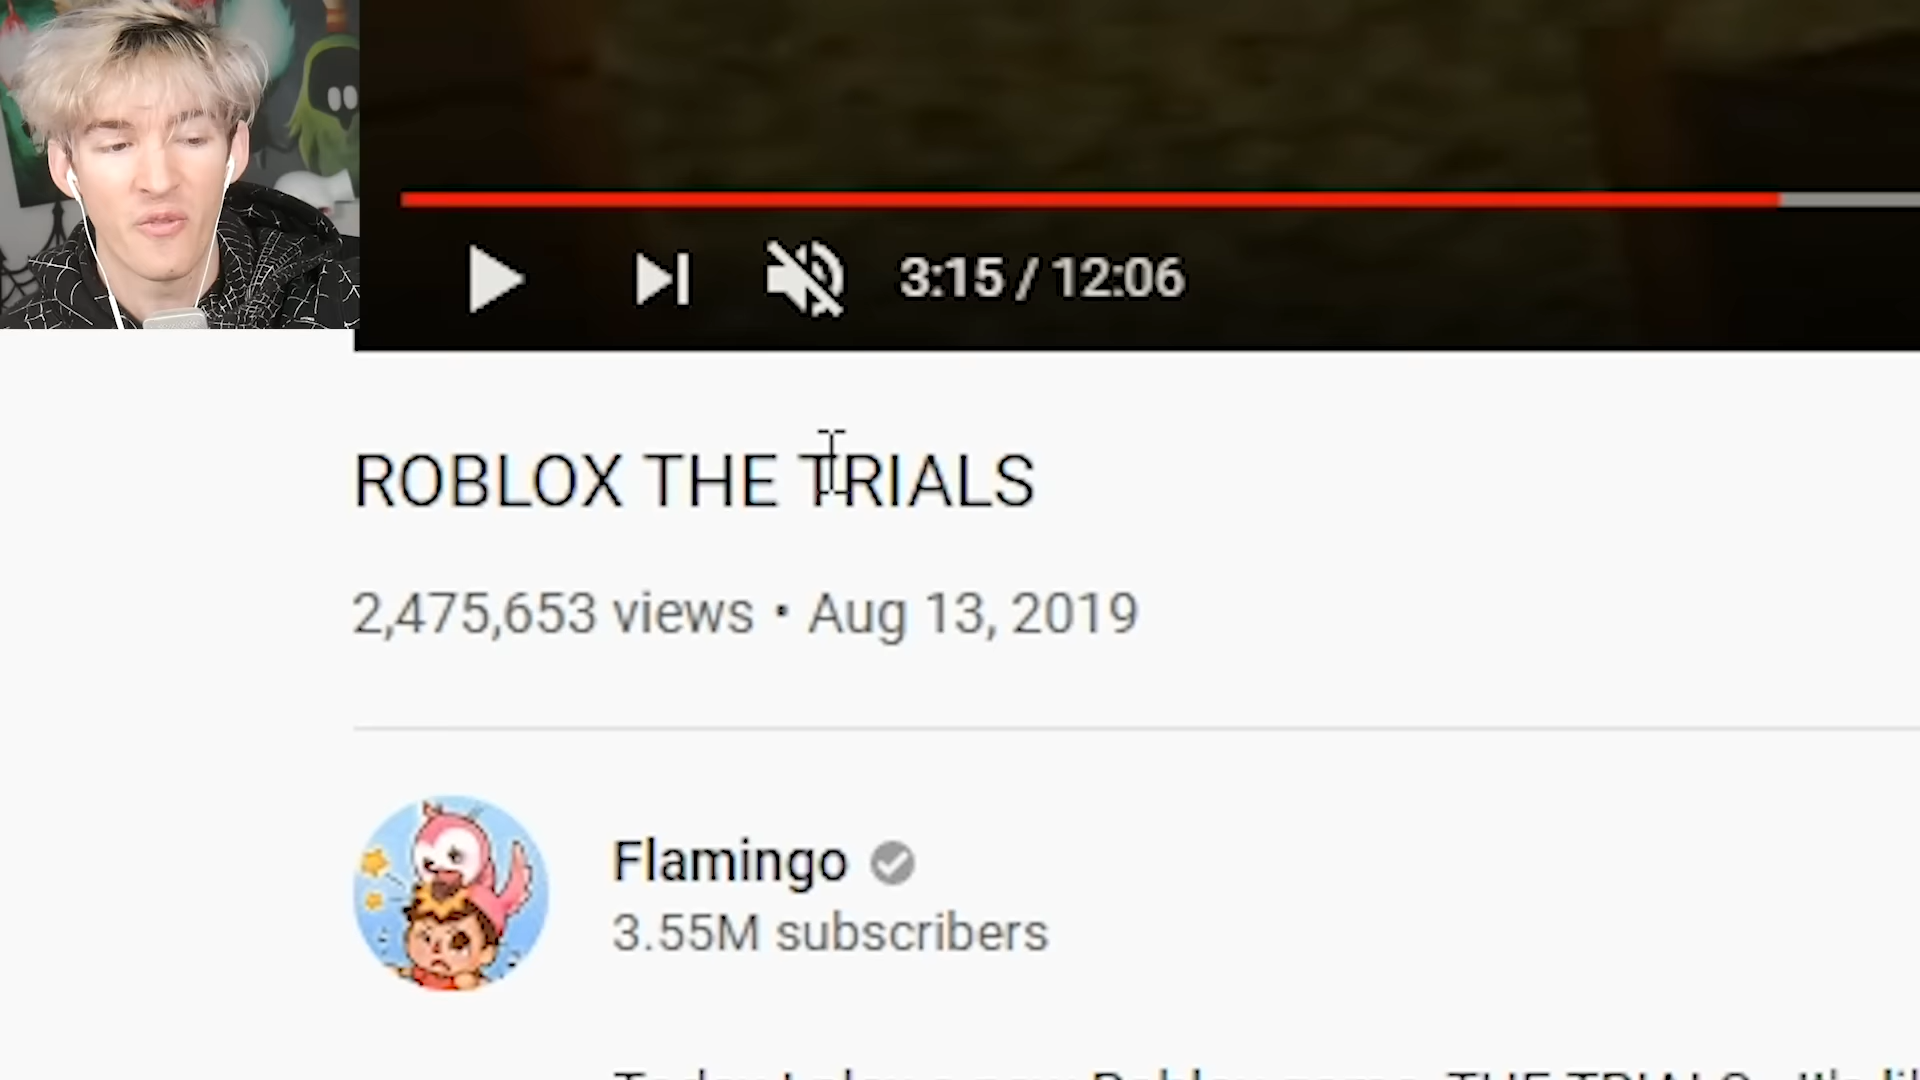 3:15 / 12:06
ROBLOX THE TRIALS
2,475,653 views • Aug 13, 2019
Flamingo
3.55M subscribers